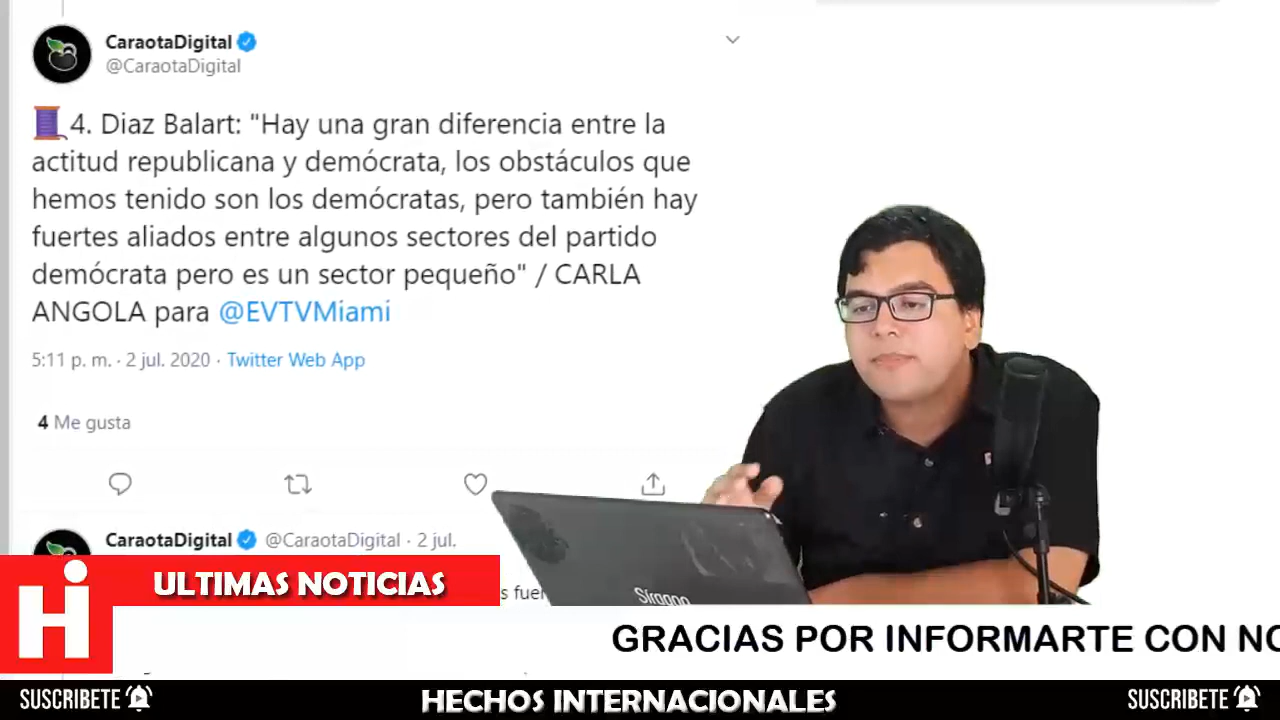 CaraotaDigital
@CaraotaDigital
4. Diaz Balart: "Hay una gran diferencia entre la
actitud republicana y demócrata, los obstáculos que
hemos tenido son los demócratas, pero también hay
fuertes aliados entre algunos sectores del partido
demócrata pero es un sector pequeño" / CARLA
ANGOLA para @EVTVMiami
5:11 p. m. · 2 jul. 2020 · Twitter Web App
4 Me gusta
CaraotaDigital @CaraotaDigital · 2 jul.
Hi ULTIMAS NOTICIAS
Siragon
GRACIAS POR INFORMARTE CON NO
SUSCRIBETE HECHOS INTERNACIONALES SUSCRIBETE